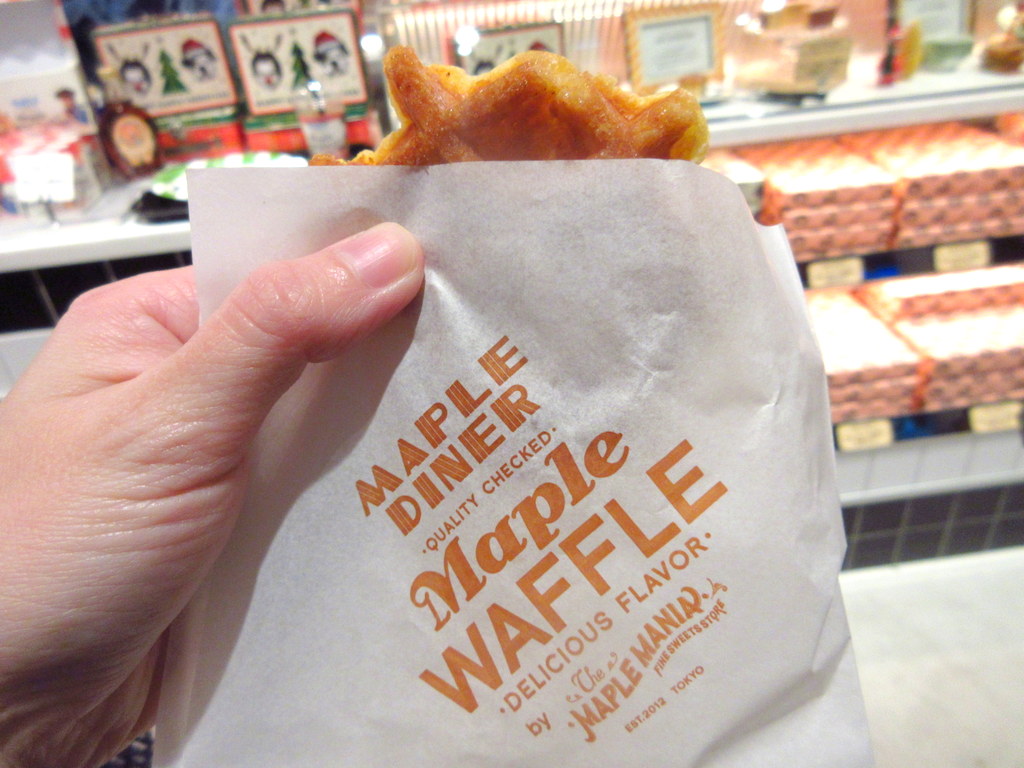 MAPLE
DINER
·QUALITY CHECKED·
Maple
WAFFLE
·DELICIOUS FLAVOR·
by The
MAPLE MANIA
FINE SWEETS STORE
EST.2012 TOKYO